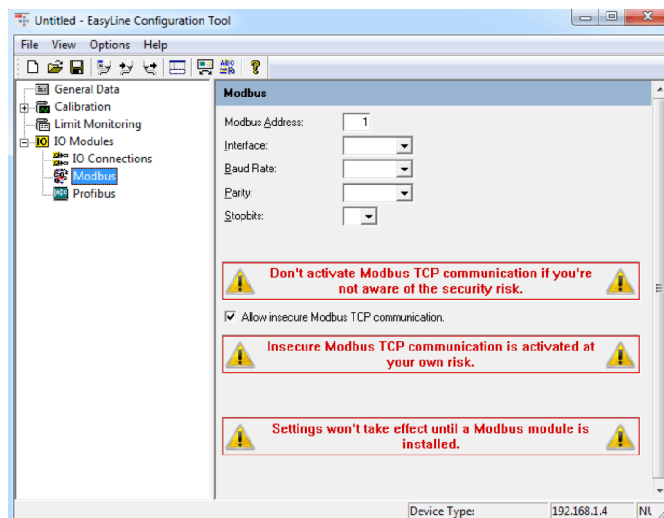 Untitled - EasyLine Configuration Tool
File View Options Help
General Data
Calibration
Limit Monitoring
IO IO Modules
IO Connections
Modbus
Profibus
Modbus
Modbus Address: 1
Interface:
Baud Rate:
Parity:
Stopbits:
Don't activate Modbus TCP communication if you're
not aware of the security risk.
Allow insecure Modbus TCP communication.
Insecure Modbus TCP communication is activated at
your own risk.
Settings won't take effect until a Modbus module is
installed.
Device Type: 192.168.1.4